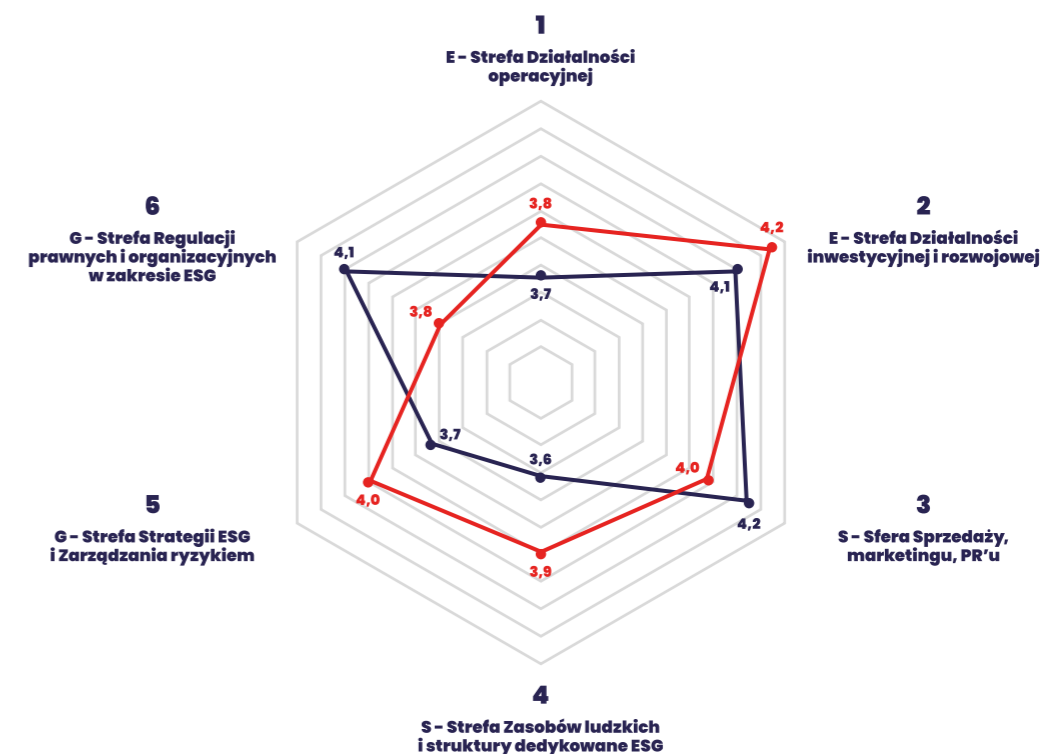 1
E – Strefa Działalności
operacyjnej
6
G – Strefa Regulacji
prawnych i organizacyjnych
w zakresie ESG
2
E – Strefa Działalności
inwestycyjnej i rozwojowej
3,8
4,2
4,1
3,7
4,1
3,8
3,7
3,6
4,0
4,0
3,9
4,2
5
G – Strefa Strategii ESG
i Zarządzania ryzykiem
3
S – Sfera Sprzedaży,
marketingu, PR’u
4
S – Strefa Zasobów ludzkich
i struktury dedykowane ESG